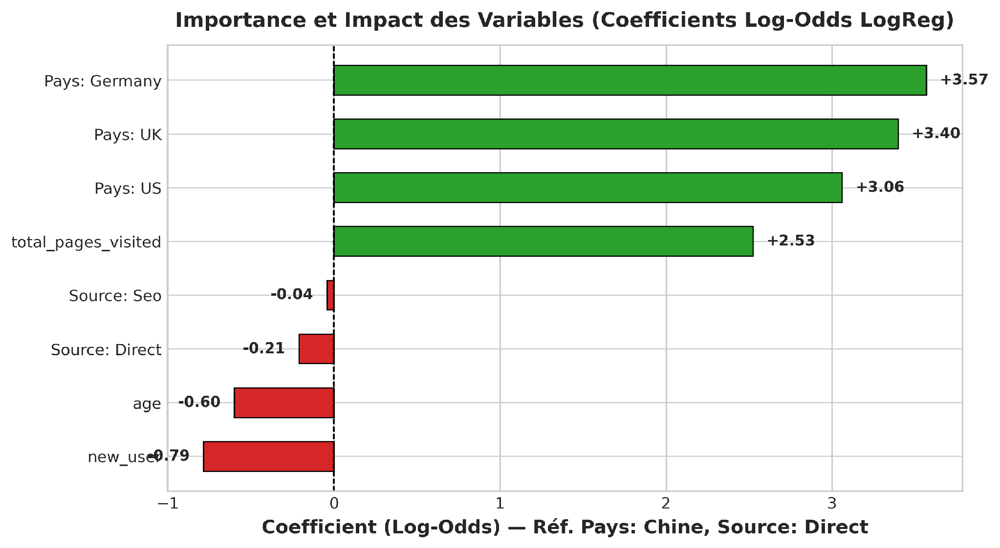 Importance et Impact des Variables (Coefficients Log-Odds LogReg)
Pays: Germany +3.57
Pays: UK +3.40
Pays: US +3.06
total_pages_visited +2.53
Source: Seo -0.04
Source: Direct -0.21
age -0.60
new_user -0.79
−1 0 1 2 3
Coefficient (Log-Odds) — Réf. Pays: Chine, Source: Direct